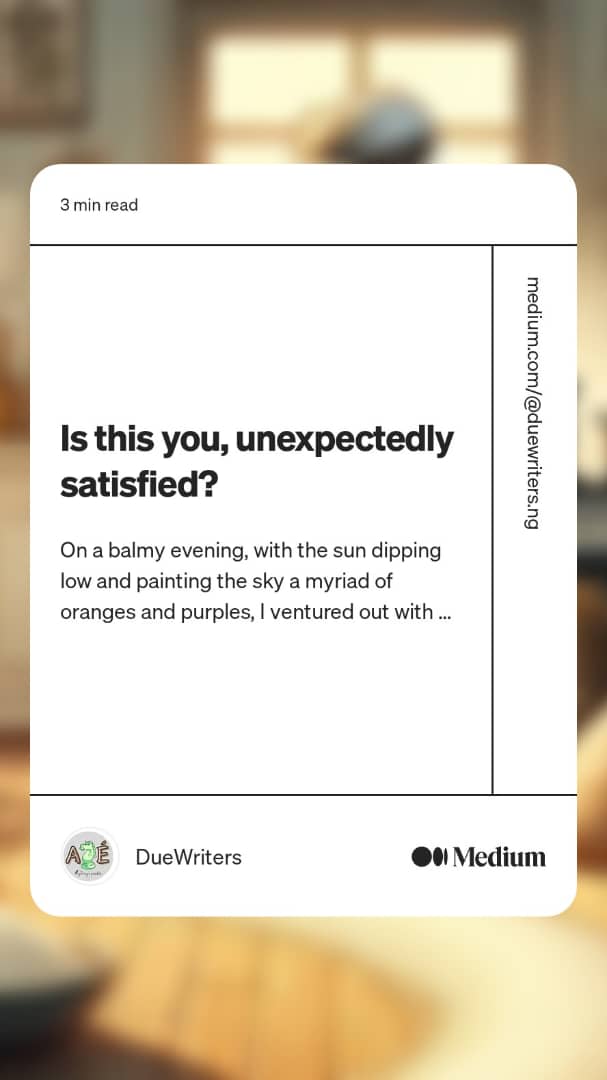 3 min read
medium.com/@duewriters.ng
Is this you, unexpectedly
satisfied?
On a balmy evening, with the sun dipping
low and painting the sky a myriad of
oranges and purples, I ventured out with ...
AÉ
DueWriters
Medium